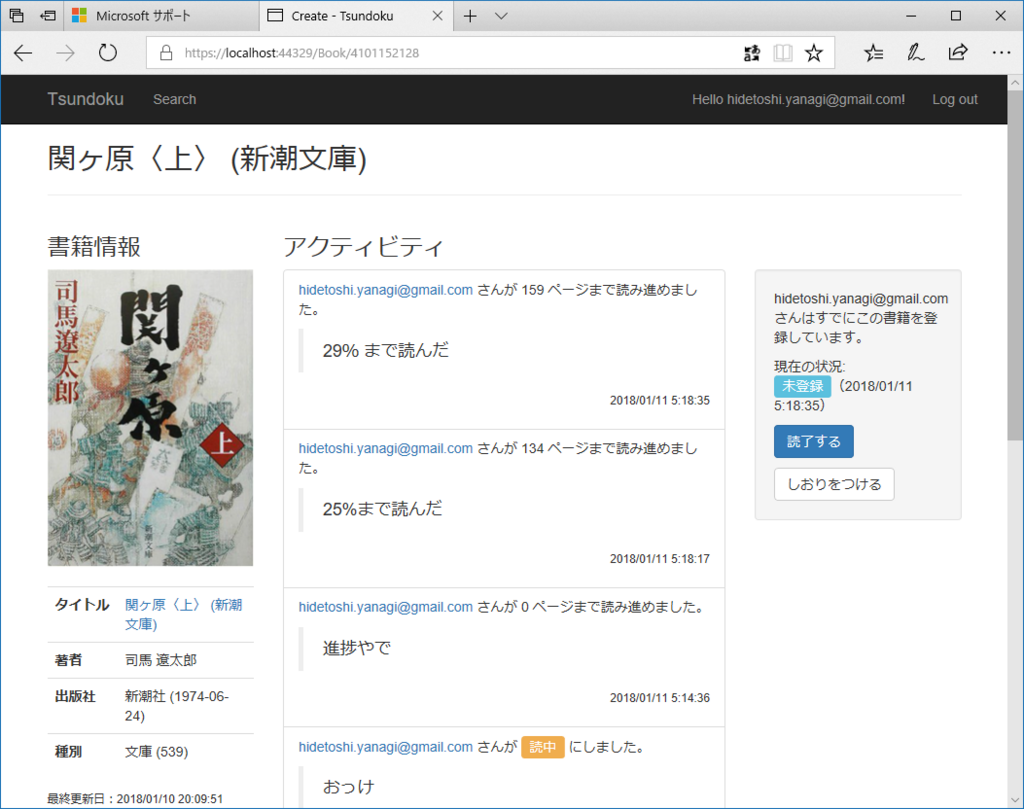 Microsoft サポート
Create - Tsundoku
https://localhost:44329/Book/4101152128
Tsundoku
Search
Hello hidetoshi.yanagi@gmail.com!
Log out
関ヶ原〈上〉 (新潮文庫)
書籍情報
司馬遼太郎
関ヶ原
上
新潮文庫
タイトル
関ヶ原〈上〉 (新潮
文庫)
著者
司馬 遼太郎
出版社
新潮社 (1974-06-
24)
種別
文庫 (539)
最終更新日：2018/01/10 20:09:51
アクティビティ
hidetoshi.yanagi@gmail.com さんが 159 ページまで読み進めまし
た。
29% まで読んだ
2018/01/11 5:18:35
hidetoshi.yanagi@gmail.com さんが 134 ページまで読み進めまし
た。
25%まで読んだ
2018/01/11 5:18:17
hidetoshi.yanagi@gmail.com さんが 0 ページまで読み進めました。
進捗やで
2018/01/11 5:14:36
hidetoshi.yanagi@gmail.com さんが 読中 にしました。
おっけ
hidetoshi.yanagi@gmail.com
さんはすでにこの書籍を登
録しています。
現在の状況:
未登録 （2018/01/11
5:18:35）
読了する
しおりをつける